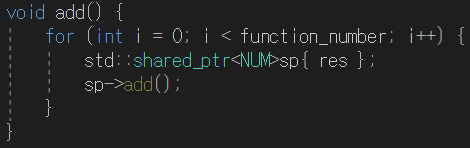 void add() {
for (int i = 0; i < function_number; i++) {
std::shared_ptr<NUM>sp{ res };
sp->add();
}
}